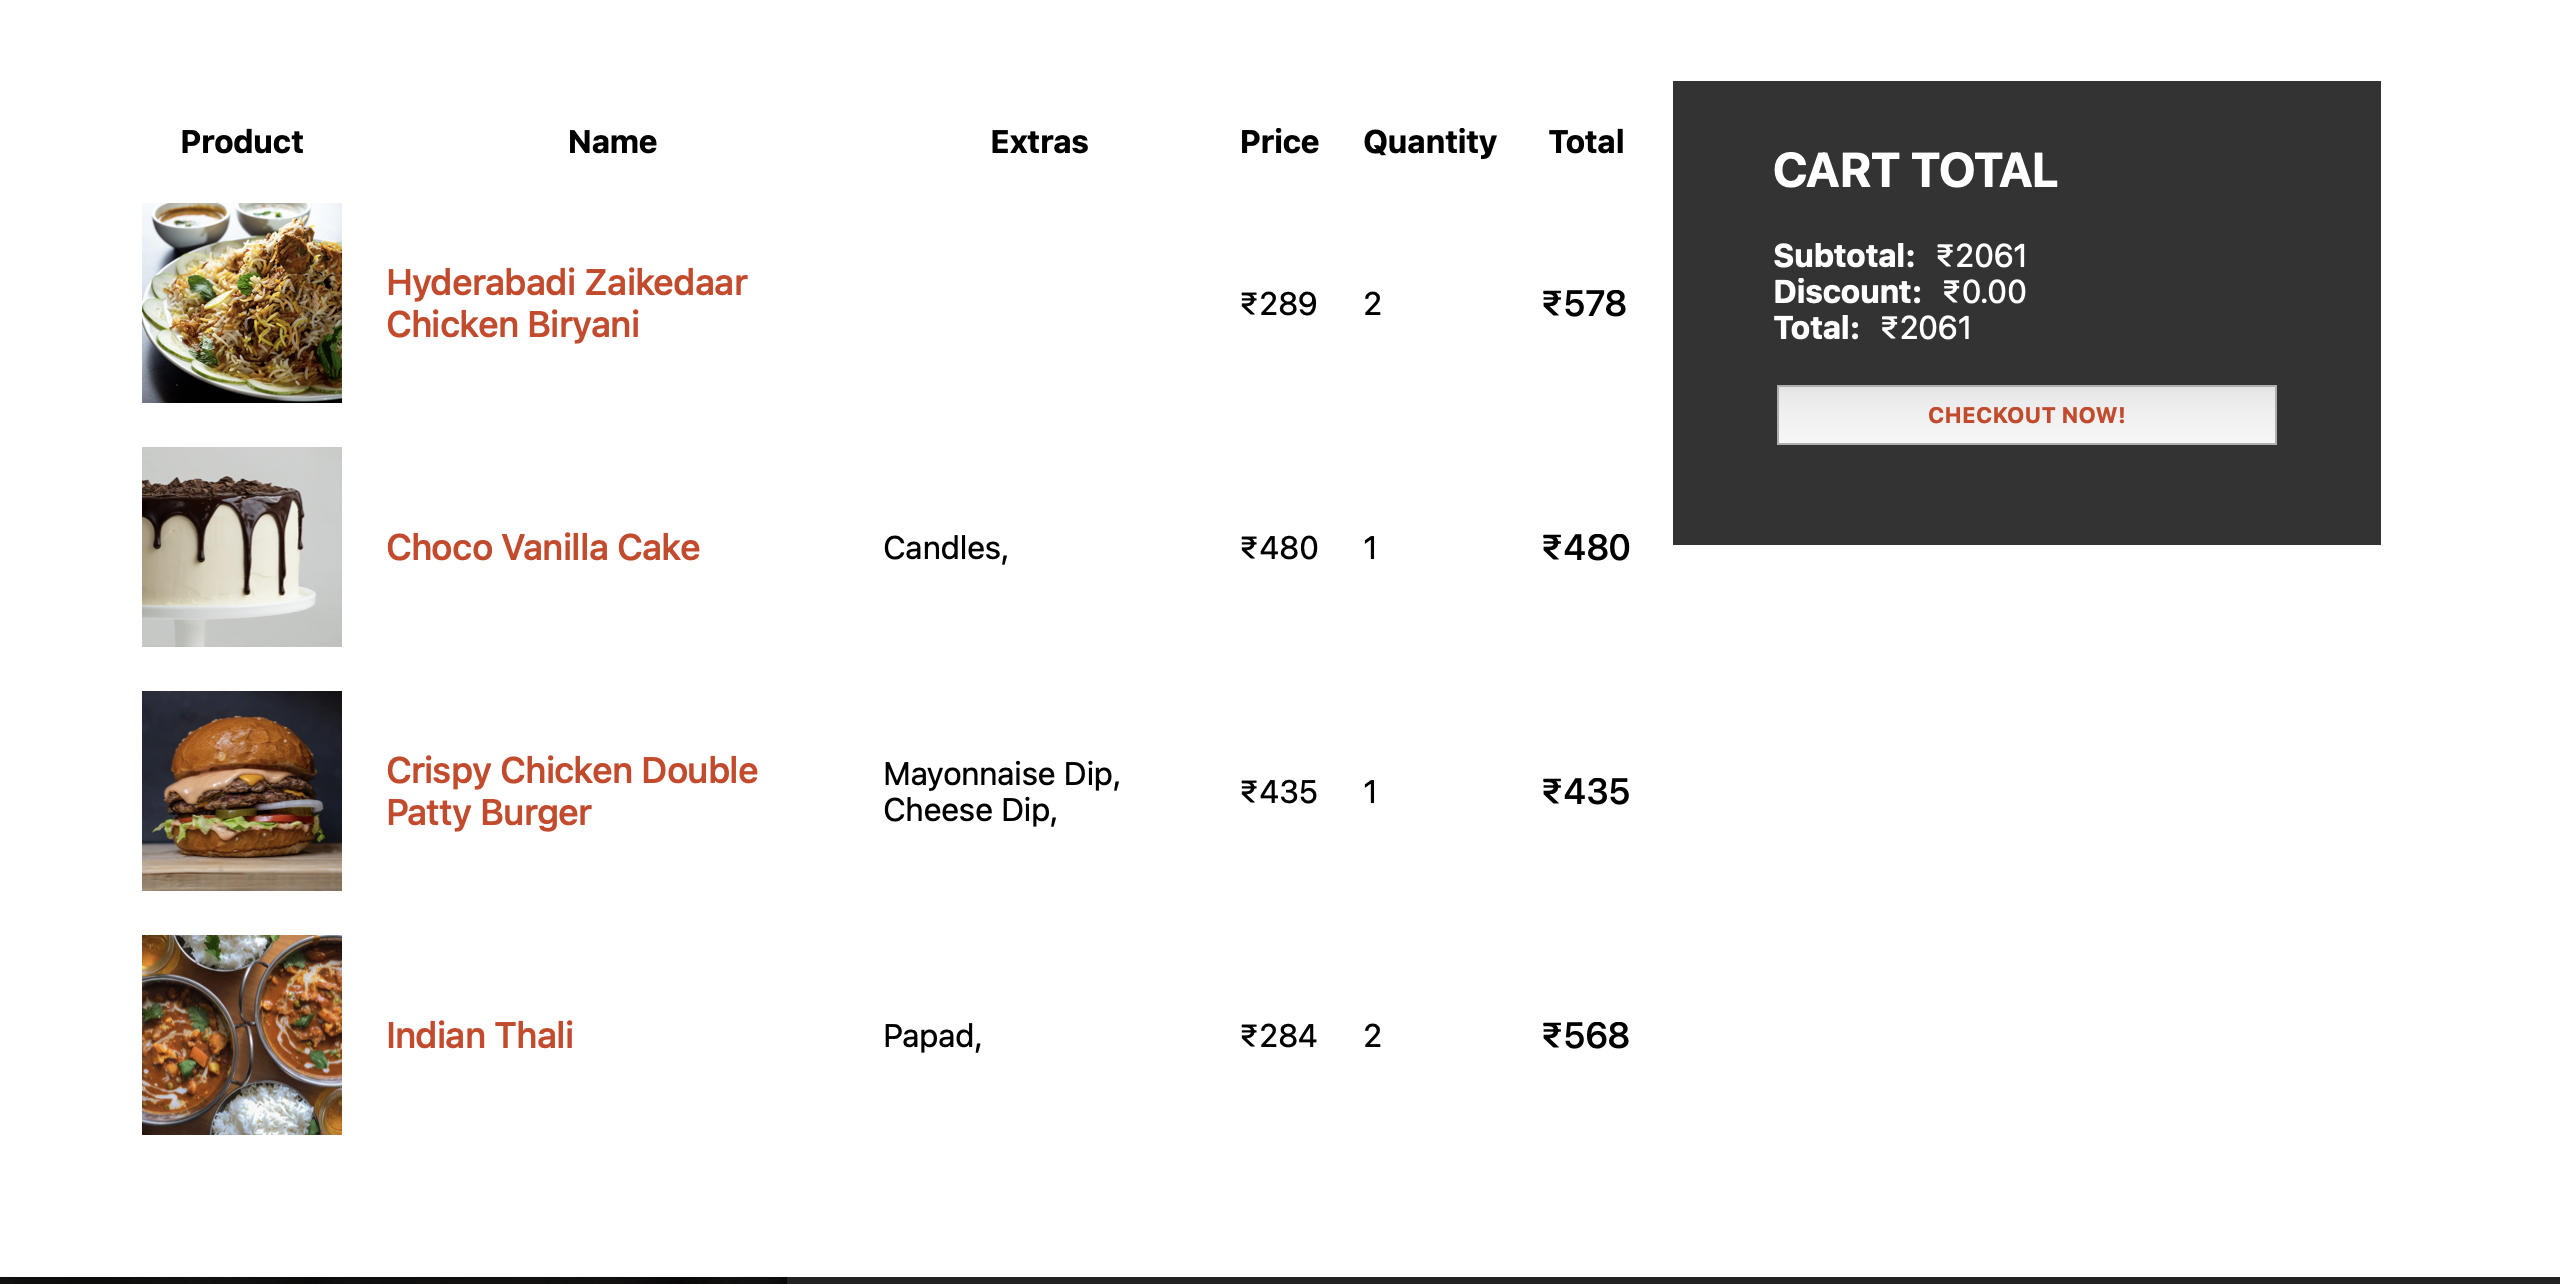 Product Name Extras Price Quantity Total
Hyderabadi Zaikedaar
Chicken Biryani
₹289 2 ₹578
Choco Vanilla Cake Candles, ₹480 1 ₹480
Crispy Chicken Double
Patty Burger
Mayonnaise Dip,
Cheese Dip,
₹435 1 ₹435
Indian Thali Papad, ₹284 2 ₹568
CART TOTAL
Subtotal: ₹2061
Discount: ₹0.00
Total: ₹2061
CHECKOUT NOW!